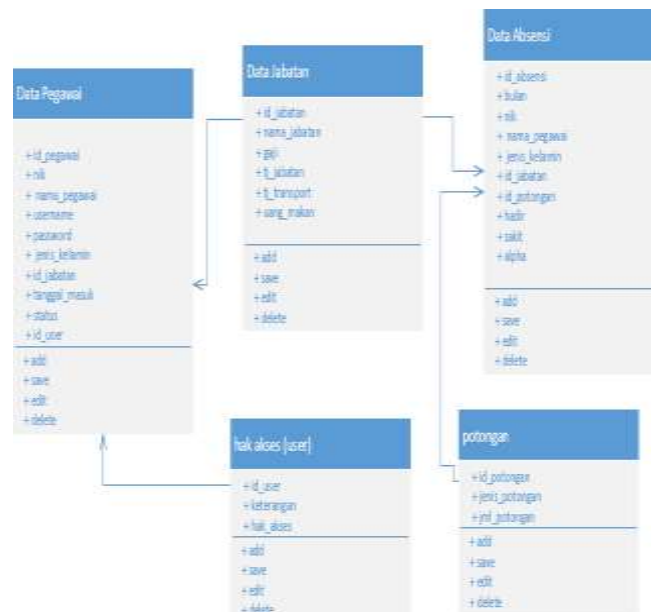 Data Pegawai
+ id_pegawai
+ nik
+ nama_pegawai
+ username
+ password
+ jenis_kelamin
+ id_jabatan
+ tanggal_masuk
+ status
+ id_user
+ add
+ save
+ edit
+ delete
Data Jabatan
+ id_jabatan
+ nama_jabatan
+ gaji
+ tj_jabatan
+ tj_transport
+ uang_makan
+ add
+ save
+ edit
+ delete
Data Absensi
+ id_absensi
+ bulan
+ nik
+ nama_pegawai
+ jenis_kelamin
+ id_jabatan
+ id_potongan
+ hadir
+ sakit
+ alpha
+ add
+ save
+ edit
+ delete
hak akses (user)
+ id_user
+ keterangan
+ hak_akses
+ add
+ save
+ edit
+ delete
potongan
+ id_potongan
+ jenis_potongan
+ jml_potongan
+ add
+ save
+ edit
+ delete